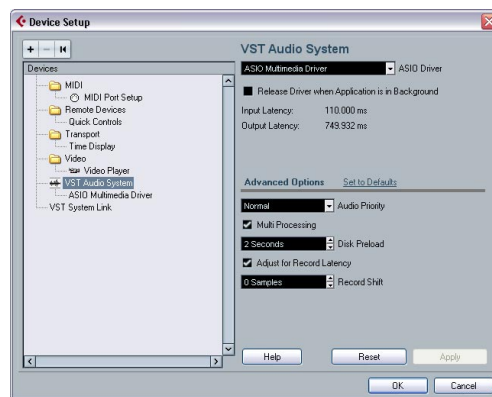 Device Setup
Devices
MIDI
MIDI Port Setup
Remote Devices
Quick Controls
Transport
Time Display
Video
Video Player
VST Audio System
ASIO Multimedia Driver
VST System Link
VST Audio System
ASIO Multimedia Driver ASIO Driver
Release Driver when Application is in Background
Input Latency: 110.000 ms
Output Latency: 749.932 ms
Advanced Options Set to Defaults
Normal Audio Priority
Multi Processing
2 Seconds Disk Preload
Adjust for Record Latency
0 Samples Record Shift
Help Reset Apply
OK Cancel